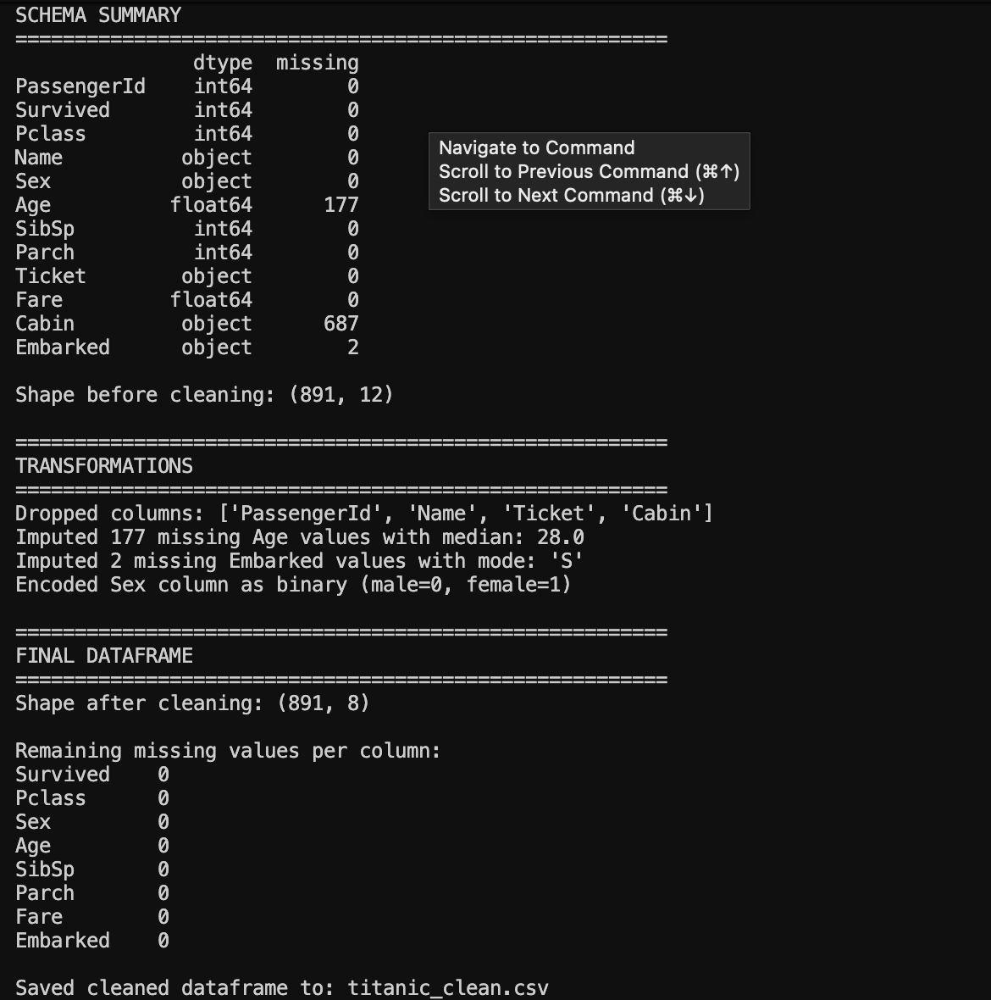 SCHEMA SUMMARY
=======================================================
dtype missing
PassengerId int64 0
Survived int64 0
Pclass int64 0
Name object 0
Sex object 0
Age float64 177
SibSp int64 0
Parch int64 0
Ticket object 0
Fare float64 0
Cabin object 687
Embarked object 2
Navigate to Command
Scroll to Previous Command (⌘↑)
Scroll to Next Command (⌘↓)
Shape before cleaning: (891, 12)
=======================================================
TRANSFORMATIONS
=======================================================
Dropped columns: ['PassengerId', 'Name', 'Ticket', 'Cabin']
Imputed 177 missing Age values with median: 28.0
Imputed 2 missing Embarked values with mode: 'S'
Encoded Sex column as binary (male=0, female=1)
=======================================================
FINAL DATAFRAME
=======================================================
Shape after cleaning: (891, 8)
Remaining missing values per column:
Survived 0
Pclass 0
Sex 0
Age 0
SibSp 0
Parch 0
Fare 0
Embarked 0
Saved cleaned dataframe to: titanic_clean.csv